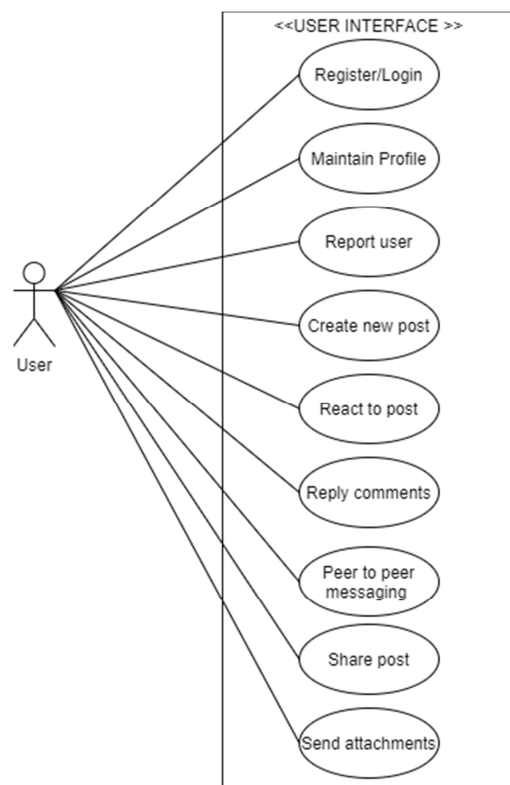 <<USER INTERFACE >>
Register/Login
Maintain Profile
Report user
Create new post
User
React to post
Reply comments
Peer to peer
messaging
Share post
Send attachments